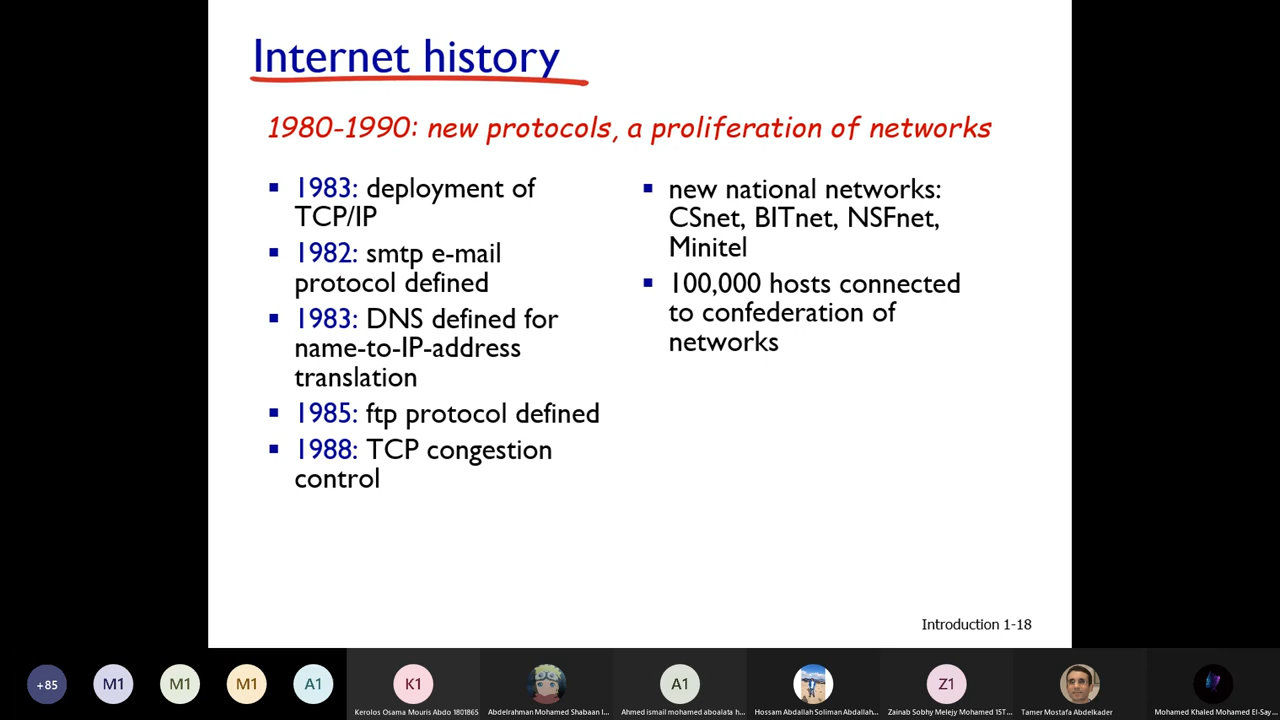 Internet history
1980-1990: new protocols, a proliferation of networks
▪ 1983: deployment of
TCP/IP
▪ 1982: smtp e-mail
protocol defined
▪ 1983: DNS defined for
name-to-IP-address
translation
▪ 1985: ftp protocol defined
▪ 1988: TCP congestion
control
▪ new national networks:
CSnet, BITnet, NSFnet,
Minitel
▪ 100,000 hosts connected
to confederation of
networks
Introduction 1-18
+85
M1
M1
M1
A1
K1
Kerolos Osama Mouris Abdo 1801865
Abdelrahman Mohamed Shabaan I...
A1
Ahmed ismail mohamed aboalata h...
Hossam Abdallah Soliman Abdallah...
Z1
Zainab Sobhy Melejy Mohamed 15T...
Tamer Mostafa Abdelkader
Mohamed Khaled Mohamed El-Say...